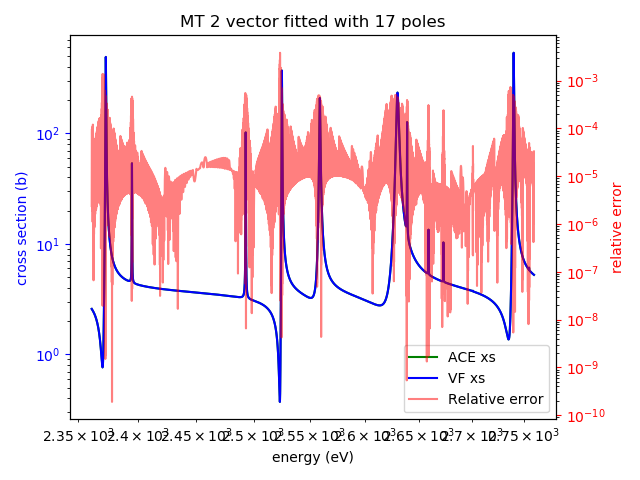 MT 2 vector fitted with 17 poles
cross section (b)
10²
10¹
10⁰
10⁻³
10⁻⁴
10⁻⁵
10⁻⁶
10⁻⁷
10⁻⁸
10⁻⁹
10⁻¹⁰
relative error
ACE xs
VF xs
Relative error
2.35 × 10³ 2.4 × 10³ 2.45 × 10³ 2.5 × 10³ 2.55 × 10³ 2.6 × 10³ 2.65 × 10³ 2.7 × 10³ 2.75 × 10³
energy (eV)